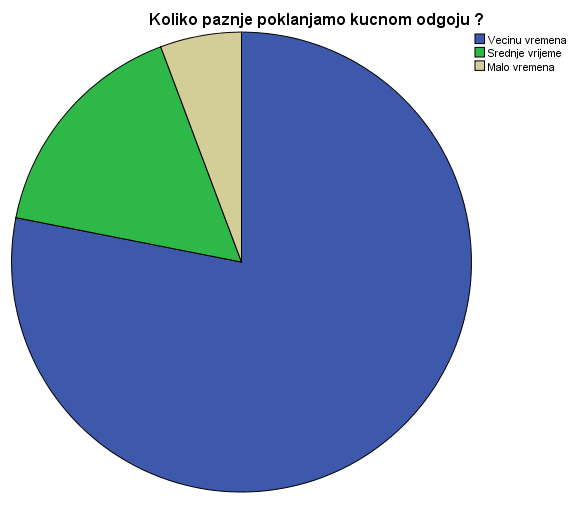 Koliko paznje poklanjamo kucnom odgoju ?
Vecinu vremena
Srednje vrijeme
Malo vremena